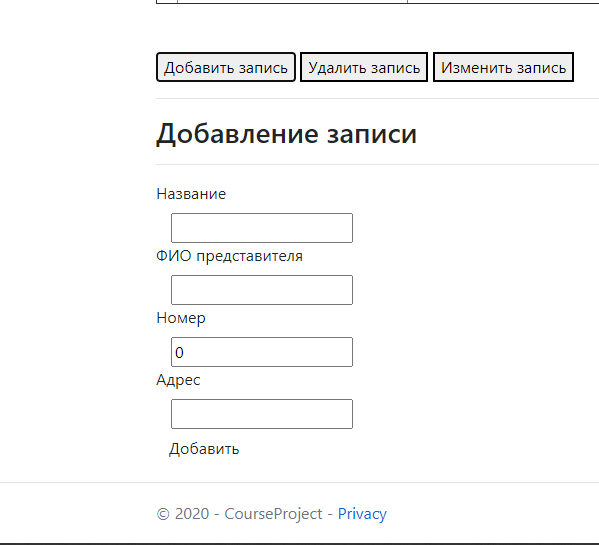 Добавить запись Удалить запись Изменить запись
Добавление записи
Название
ФИО представителя
Номер
0
Адрес
Добавить
© 2020 - CourseProject - Privacy